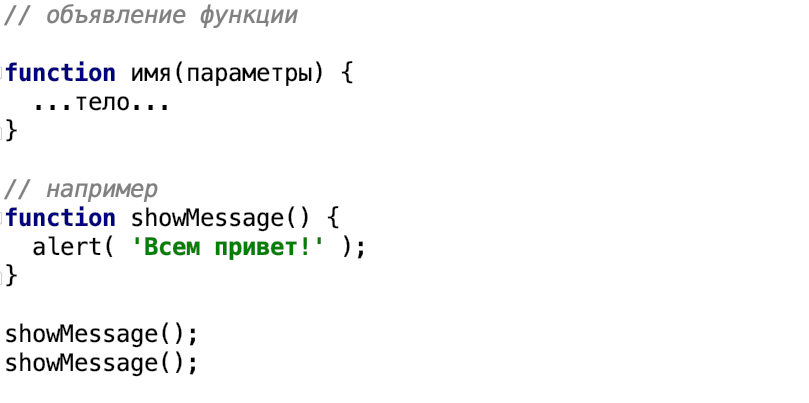 // объявление функции
function имя(параметры) {
...тело...
}
// например
function showMessage() {
alert( 'Всем привет!' );
}
showMessage();
showMessage();